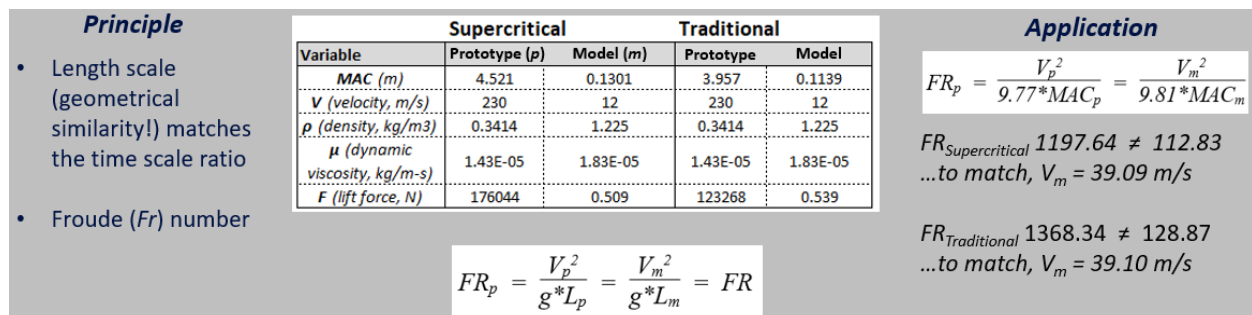 Principle
• Length scale
(geometrical
similarity!) matches
the time scale ratio
• Froude (Fr) number
Supercritical Traditional
Variable Prototype (p) Model (m) Prototype Model
MAC (m) 4.521 0.1301 3.957 0.1139
V (velocity, m/s) 230 12 230 12
ρ (density, kg/m3) 0.3414 1.225 0.3414 1.225
μ (dynamic
viscosity, kg/m-s) 1.43E-05 1.83E-05 1.43E-05 1.83E-05
F (lift force, N) 176044 0.509 123268 0.539
FR_p = V_p^2 / g*L_p = V_m^2 / g*L_m = FR
Application
FR_p = V_p^2 / 9.77*MAC_p = V_m^2 / 9.81*MAC_m
FR_Supercritical 1197.64 ≠ 112.83
...to match, V_m = 39.09 m/s
FR_Traditional 1368.34 ≠ 128.87
...to match, V_m = 39.10 m/s